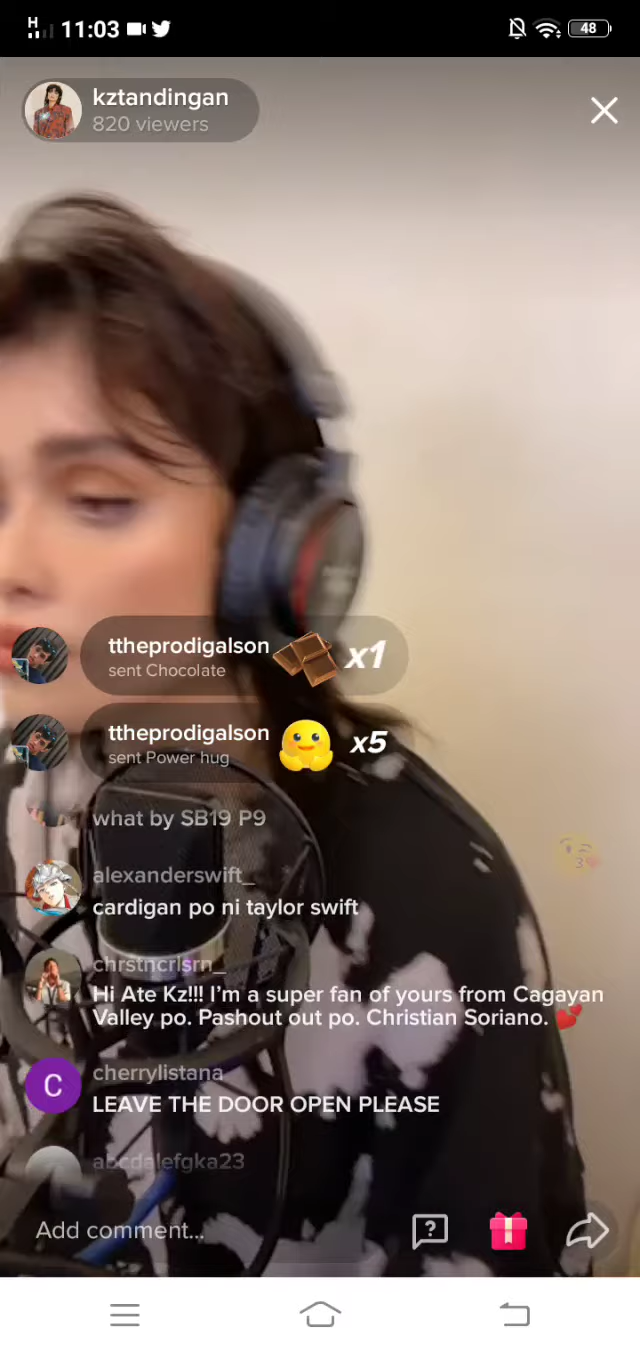 H
11:03
48
kztandingan
820 viewers
ttheprodigalson
sent Chocolate
x1
ttheprodigalson
sent Power hug
x5
what by SB19 P9
alexanderswift_
cardigan po ni taylor swift
chrstncrlsrn_
Hi Ate Kz!!! I'm a super fan of yours from Cagayan
Valley po. Pashout out po. Christian Soriano. 💕
C
cherrylistana
LEAVE THE DOOR OPEN PLEASE
abcdalefgka23
Add comment...
?